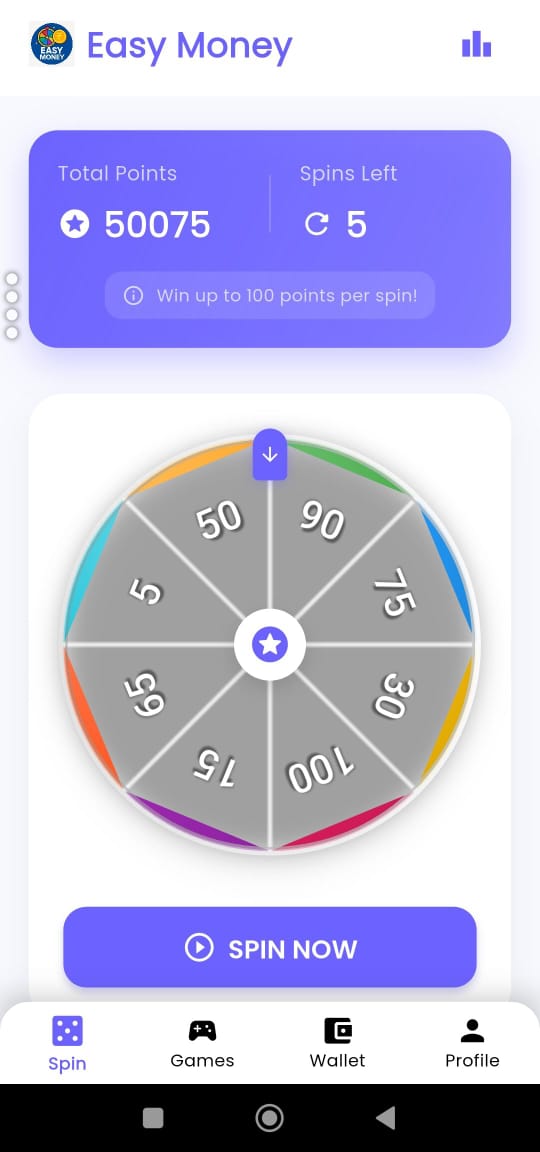 EASY
MONEY
Easy Money
Total Points
Spins Left
50075
5
Win up to 100 points per spin!
50
90
5
75
65
30
15
100
SPIN NOW
Spin
Games
Wallet
Profile